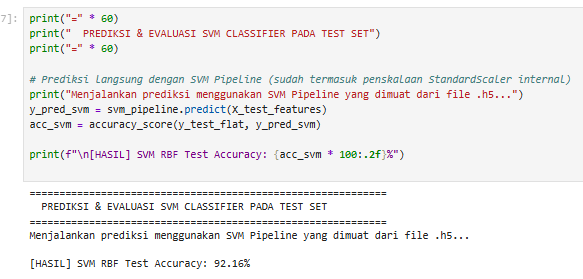 7]:
print("=" * 60)
print("  PREDIKSI & EVALUASI SVM CLASSIFIER PADA TEST SET")
print("=" * 60)
# Prediksi langsung dengan SVM Pipeline (sudah termasuk penskalaan StandardScaler internal)
print("Menjalankan prediksi menggunakan SVM Pipeline yang dimuat dari file .h5...")
y_pred_svm = svm_pipeline.predict(X_test_features)
acc_svm = accuracy_score(y_test_flat, y_pred_svm)
print(f"\n[HASIL] SVM RBF Test Accuracy: {acc_svm * 100:.2f}%")
============================================================
  PREDIKSI & EVALUASI SVM CLASSIFIER PADA TEST SET
============================================================
Menjalankan prediksi menggunakan SVM Pipeline yang dimuat dari file .h5...
[HASIL] SVM RBF Test Accuracy: 92.16%